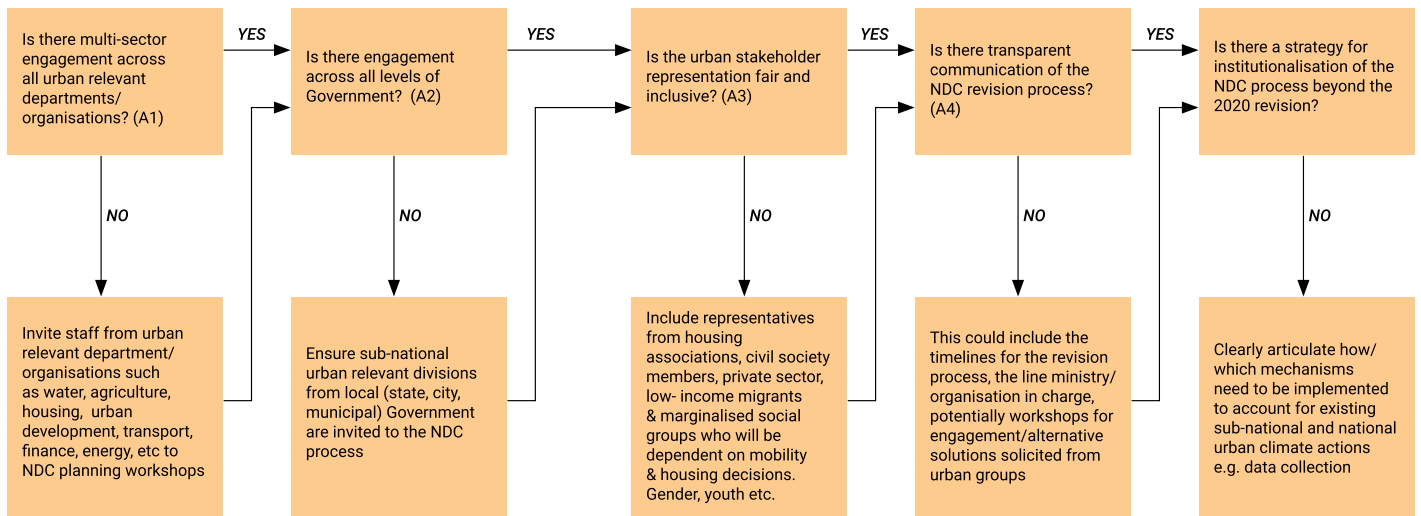 Is there multi-sector
engagement across
all urban relevant
departments/
organisations? (A1)
YES
Is there engagement
across all levels of
Government?  (A2)
YES
Is the urban stakeholder
representation fair and
inclusive? (A3)
YES
Is there transparent
communication of the
NDC revision process?
(A4)
YES
Is there a strategy for
institutionalisation of the
NDC process beyond the
2020 revision?
NO
NO
NO
NO
NO
Invite staff from urban
relevant department/
organisations such
as water, agriculture,
housing,  urban
development, transport,
finance, energy, etc to
NDC planning workshops
Ensure sub-national
urban relevant divisions
from local (state, city,
municipal) Government
are invited to the NDC
process
Include representatives
from housing
associations, civil society
members, private sector,
low- income migrants
& marginalised social
groups who will be
dependent on mobility
& housing decisions.
Gender, youth etc.
This could include the
timelines for the revision
process, the line ministry/
organisation in charge,
potentially workshops for
engagement/alternative
solutions solicited from
urban groups
Clearly articulate how/
which mechanisms
need to be implemented
to account for existing
sub-national and national
urban climate actions
e.g. data collection